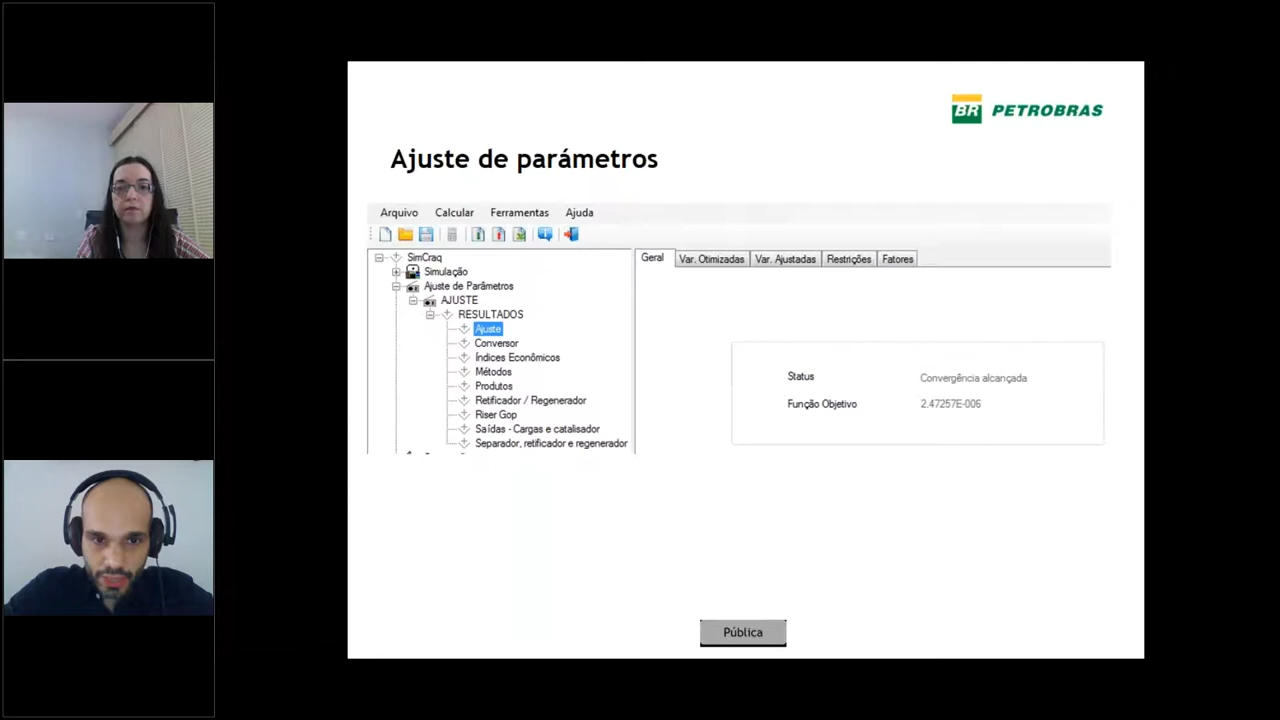 BR PETROBRAS
Ajuste de parámetros
Arquivo Calcular Ferramentas Ajuda
SimCraq
Simulação
Ajuste de Parâmetros
AJUSTE
RESULTADOS
Ajuste
Conversor
Índices Econômicos
Métodos
Produtos
Retificador / Regenerador
Riser Gop
Saídas - Cargas e catalisador
Separador, retificador e regenerador
Geral Var. Otimizadas Var. Ajustadas Restrições Fatores
Status Convergência alcançada
Função Objetivo 2.47257E-006
Pública